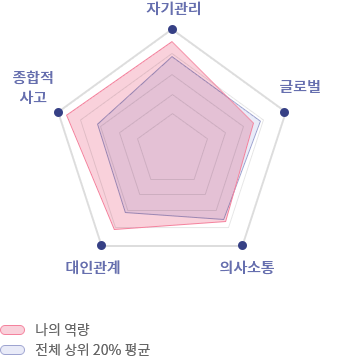 자기관리
종합적
사고
글로벌
대인관계
의사소통
나의 역량
전체 상위 20% 평균